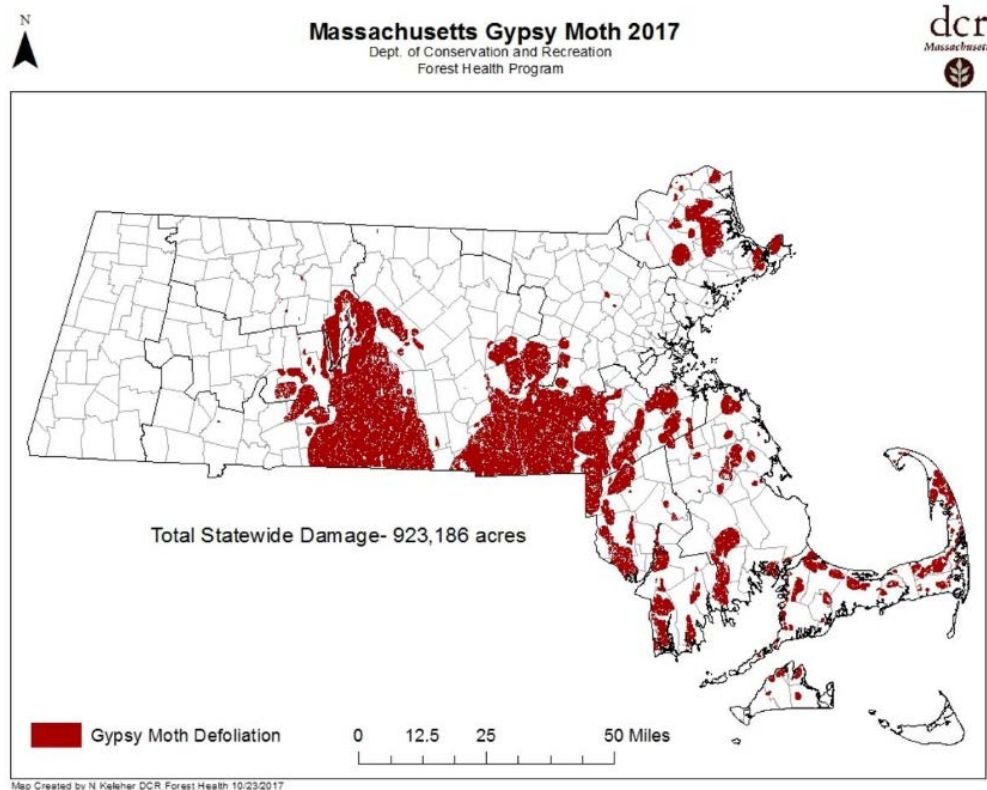 N
Massachusetts Gypsy Moth 2017
Dept. of Conservation and Recreation
Forest Health Program
dcr
Massachusetts
Total Statewide Damage- 923,186 acres
Gypsy Moth Defoliation
0 12.5 25 50 Miles
Map Created by N Keleher DCR Forest Health 10/23/2017